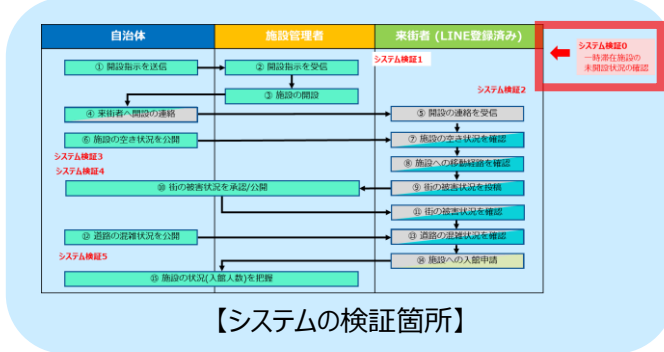 自治体 施設管理者 来街者 (LINE登録済み)
システム検証0
一時滞在施設の
未開設状況の確認
① 開設指示を送信 ② 開設指示を受信 システム検証1
③ 施設の開設 システム検証2
④ 来街者へ開設の連絡 ⑤ 開設の連絡を受信
⑥ 施設の空き状況を公開 ⑦ 施設の空き状況を確認
システム検証3
⑧ 施設への移動経路を確認
システム検証4
⑩ 街の被害状況を承認/公開 ⑨ 街の被害状況を投稿
⑪ 街の被害状況を確認
⑫ 道路の混雑状況を公開 ⑬ 道路の混雑状況を確認
システム検証5
⑭ 施設への入館申請
⑮ 施設の状況(入館人数)を把握
【システムの検証箇所】